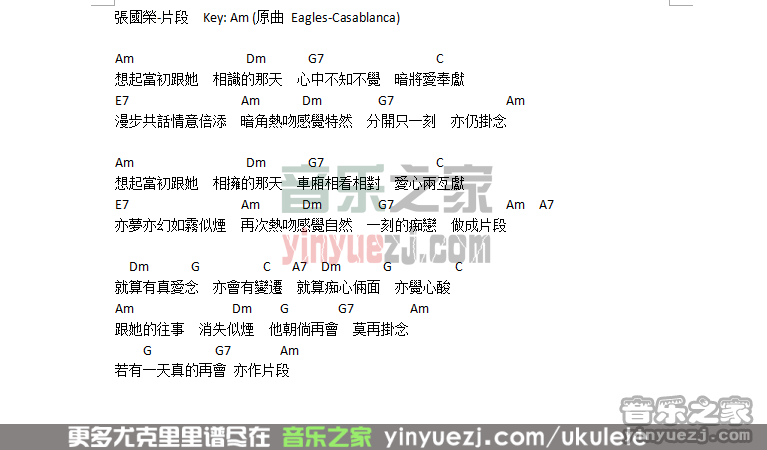 張國榮-片段    Key: Am (原曲  Eagles-Casablanca)
Am Dm G7 C
想起當初跟她　相識的那天　心中不知不覺　暗將愛奉獻
E7 Am Dm G7 Am
漫步共話情意倍添　暗角熱吻感覺特然　分開只一刻　亦仍掛念
Am Dm G7 C
想起當初跟她　相擁的那天　車廂相看相對　愛心兩互獻
E7 Am Dm G7 Am A7
亦夢亦幻如霧似煙　再次熱吻感覺自然　一刻的痴戀　做成片段
Dm G C A7 Dm G C
就算有真愛念　亦會有變遷　就算痴心倆面　亦覺心酸
Am Dm G G7 Am
跟她的往事　消失似煙　他朝倘再會　莫再掛念
G G7 Am
若有一天真的再會 亦作片段
音乐之家
yinyuezj.com
音乐之家
yinyuezj.com
更多尤克里里谱尽在 音乐之家 yinyuezj.com/ukulele